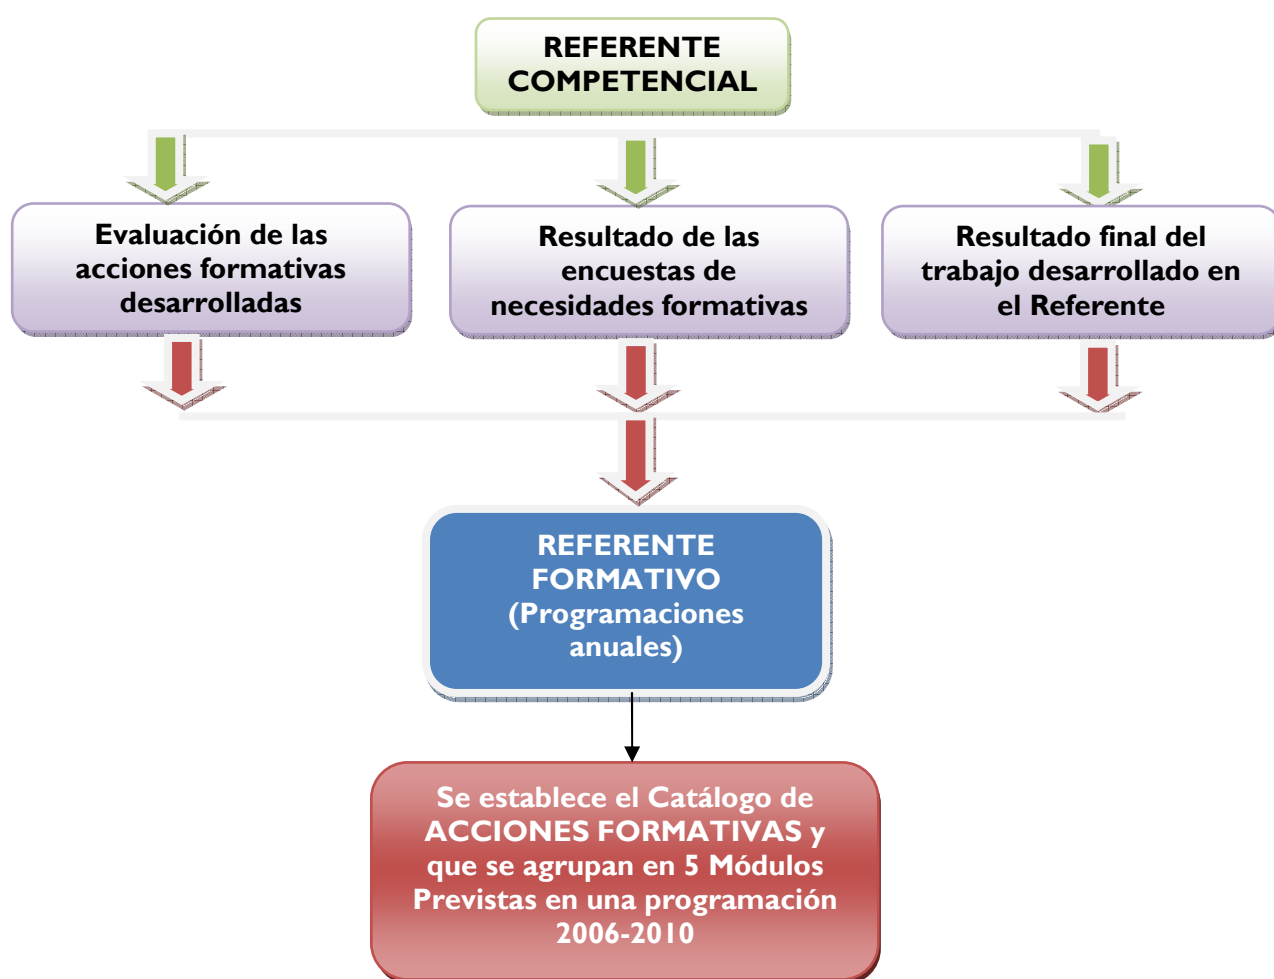 REFERENTE
COMPETENCIAL
Evaluación de las
acciones formativas
desarrolladas
Resultado de las
encuestas de
necesidades formativas
Resultado final del
trabajo desarrollado en
el Referente
REFERENTE
FORMATIVO
(Programaciones
anuales)
Se establece el Catálogo de
ACCIONES FORMATIVAS y
que se agrupan en 5 Módulos
Previstas en una programación
2006-2010